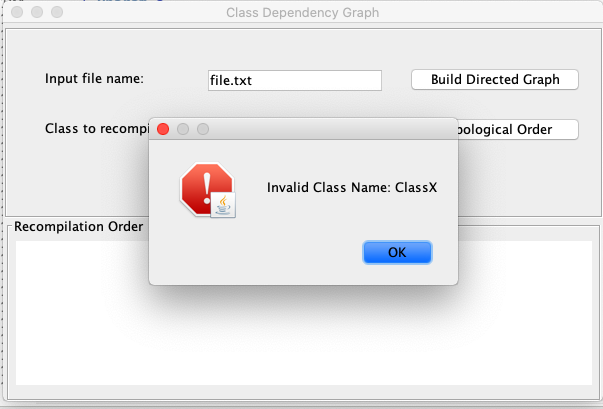 Class Dependency Graph
Input file name:
file.txt
Build Directed Graph
Class to recompi
pological Order
Invalid Class Name: ClassX
OK
Recompilation Order